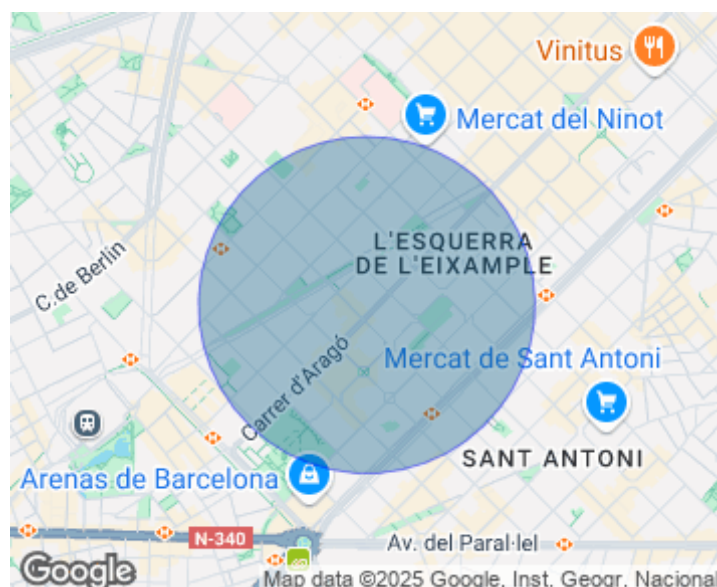 Vinitus
Mercat del Ninot
L'ESQUERRA
DE L'EIXAMPLE
C. de Berlin
Carrer d'Aragó
Mercat de Sant Antoni
SANT ANTONI
Arenas de Barcelona
N-340
Av. del Paral·lel
Google
Map data ©2025 Google, Inst. Geogr. Nacional